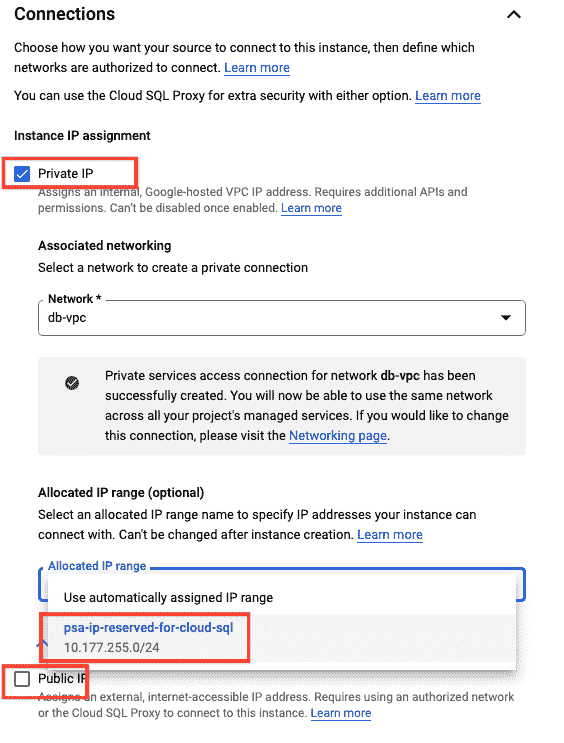 Connections
Choose how you want your source to connect to this instance, then define which
networks are authorized to connect. Learn more
You can use the Cloud SQL Proxy for extra security with either option. Learn more
Instance IP assignment
Private IP
Assigns an internal, Google-hosted VPC IP address. Requires additional APIs and
permissions. Can't be disabled once enabled. Learn more
Associated networking
Select a network to create a private connection
Network *
db-vpc
Private services access connection for network db-vpc has been
successfully created. You will now be able to use the same network
across all your project's managed services. If you would like to change
this connection, please visit the Networking page.
Allocated IP range (optional)
Select an allocated IP range name to specify IP addresses your instance can
connect with. Can't be changed after instance creation. Learn more
Allocated IP range
Use automatically assigned IP range
psa-ip-reserved-for-cloud-sql
10.177.255.0/24
Public IP
Assigns an external, internet-accessible IP address. Requires using an authorized network
or the Cloud SQL Proxy to connect to this instance. Learn more